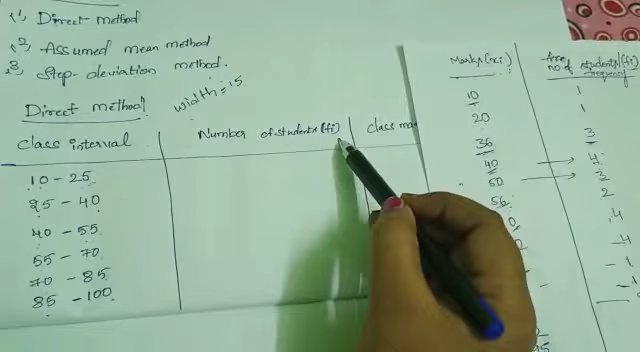 (1) Direct method
(2) Assumed mean method
(3) Step-deviation method.
Direct method
width=15
Class interval
Number of students(fi)
Class ma
10-25
25-40
40-55
55-70
70-85
85-100
Marks(xi)
no of students(fi)
10 1
20 1
36 3
40 4
50 3
56 2
4
4
1